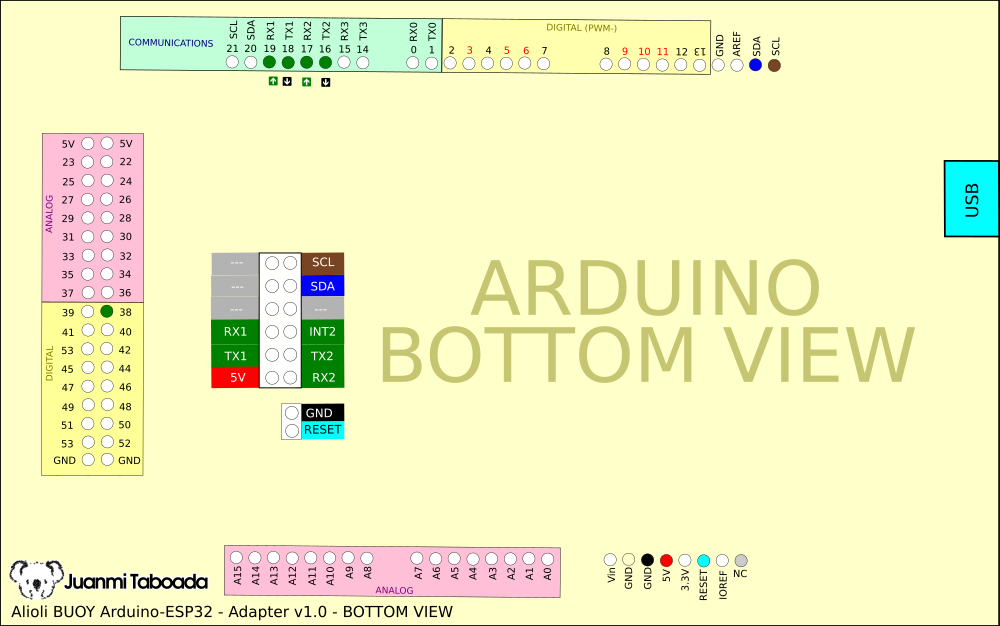 COMMUNICATIONS
SCL SDA RX1 TX1 RX2 TX2 RX3 TX3 RX0 TX0
21 20 19 18 17 16 15 14 0 1
DIGITAL (PWM~)
2 3 4 5 6 7 8 9 10 11 12 13
GND AREF SDA SCL
ANALOG
5V 5V
23 22
25 24
27 26
29 28
31 30
33 32
35 34
37 36
DIGITAL
39 38
41 40
53 42
45 44
47 46
49 48
51 50
53 52
GND GND
--- SCL
--- SDA
--- ---
RX1 INT2
TX1 TX2
5V RX2
GND
RESET
USB
ARDUINO
BOTTOM VIEW
A15 A14 A13 A12 A11 A10 A9 A8 A7 A6 A5 A4 A3 A2 A1 A0
ANALOG
Vin GND GND 5V 3.3V RESET IOREF NC
Juanmi Taboada
Alioli BUOY Arduino-ESP32 - Adapter v1.0 - BOTTOM VIEW